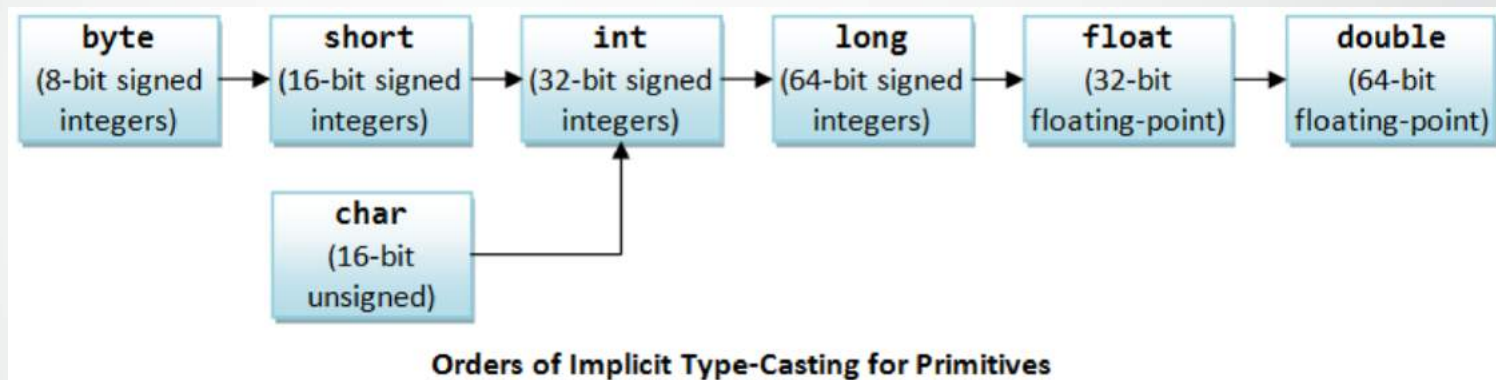 byte
(8-bit signed
integers)
short
(16-bit signed
integers)
int
(32-bit signed
integers)
long
(64-bit signed
integers)
float
(32-bit
floating-point)
double
(64-bit
floating-point)
char
(16-bit
unsigned)
Orders of Implicit Type-Casting for Primitives